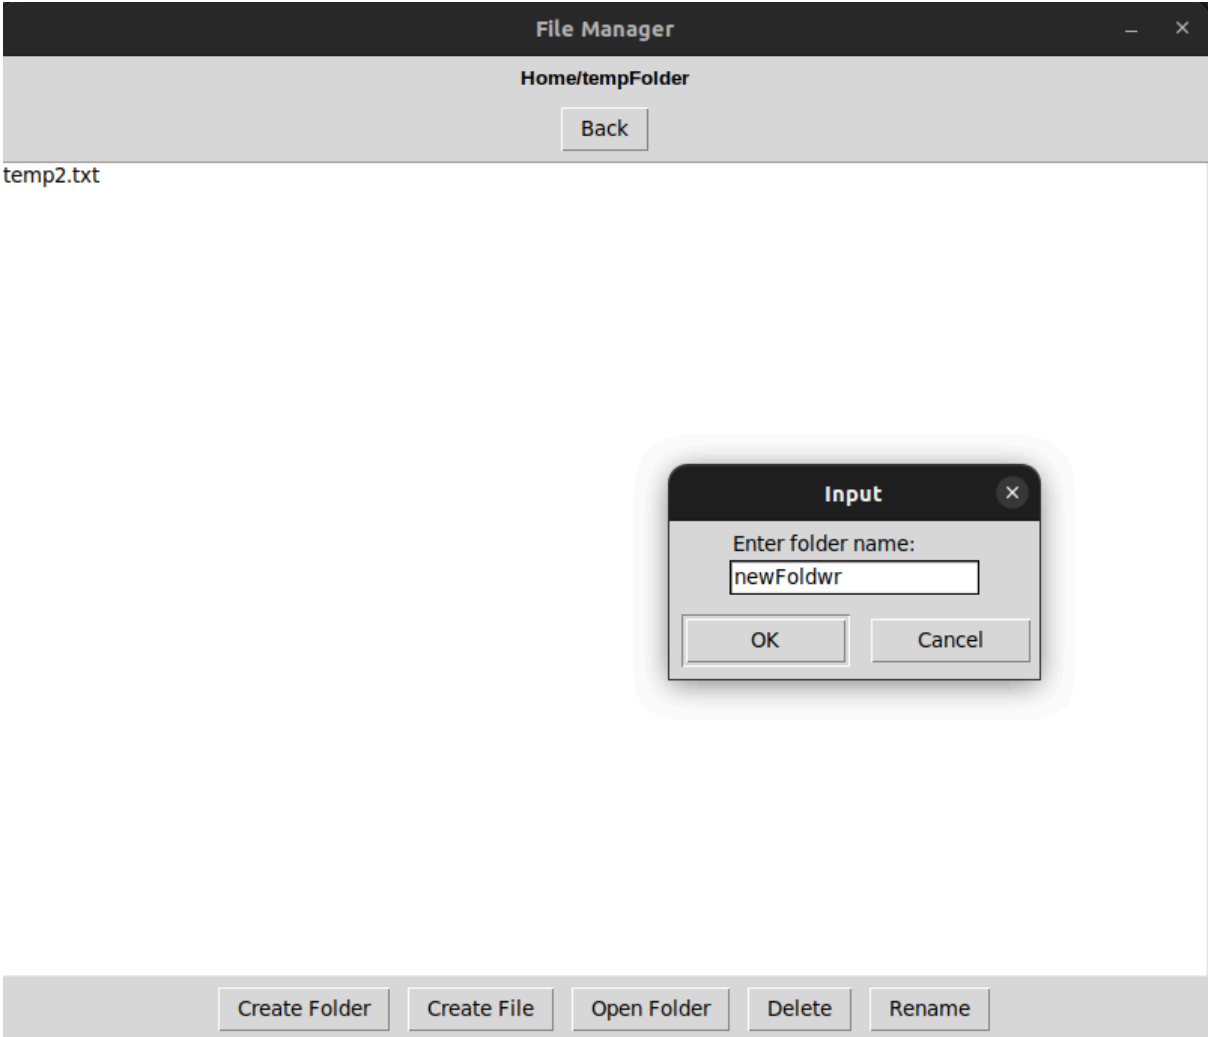 File Manager
Home/tempFolder
Back
temp2.txt
Input
Enter folder name:
newFoldwr
OK Cancel
Create Folder Create File Open Folder Delete Rename